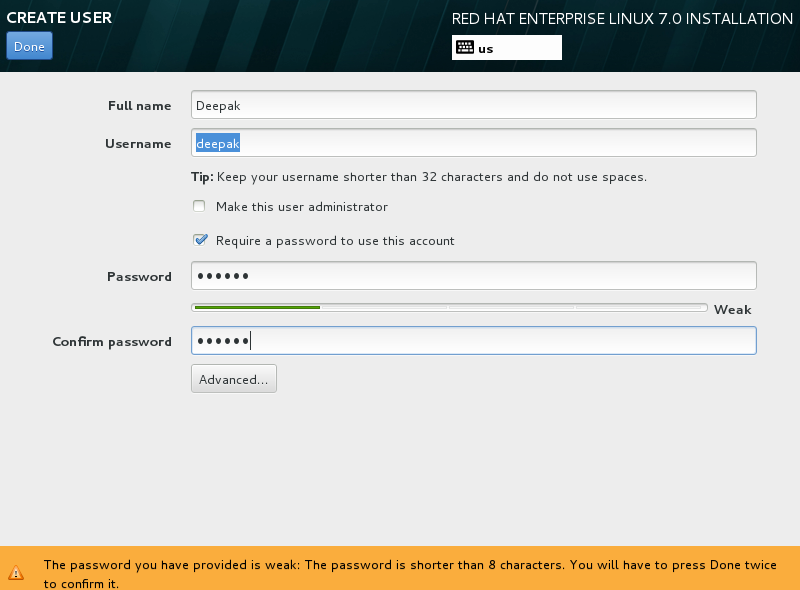 CREATE USER
RED HAT ENTERPRISE LINUX 7.0 INSTALLATION
Done
us
Full name
Deepak
Username
deepak
Tip: Keep your username shorter than 32 characters and do not use spaces.
Make this user administrator
Require a password to use this account
Password
••••••
Weak
Confirm password
••••••
Advanced...
The password you have provided is weak: The password is shorter than 8 characters. You will have to press Done twice
to confirm it.